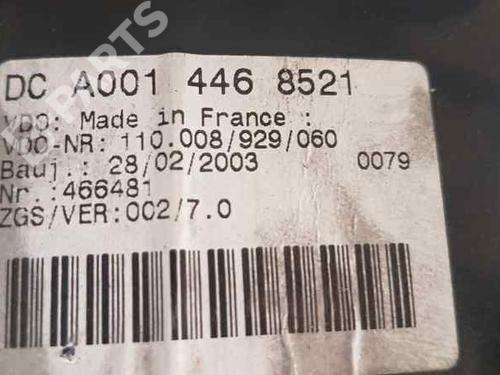 DC A001 446 8521
VDO: Made in France :
VDO-NR: 110.008/929/060
Bauj.: 28/02/2003 0079
Nr.:466481
ZGS/VER:002/7.0
B-PARTS